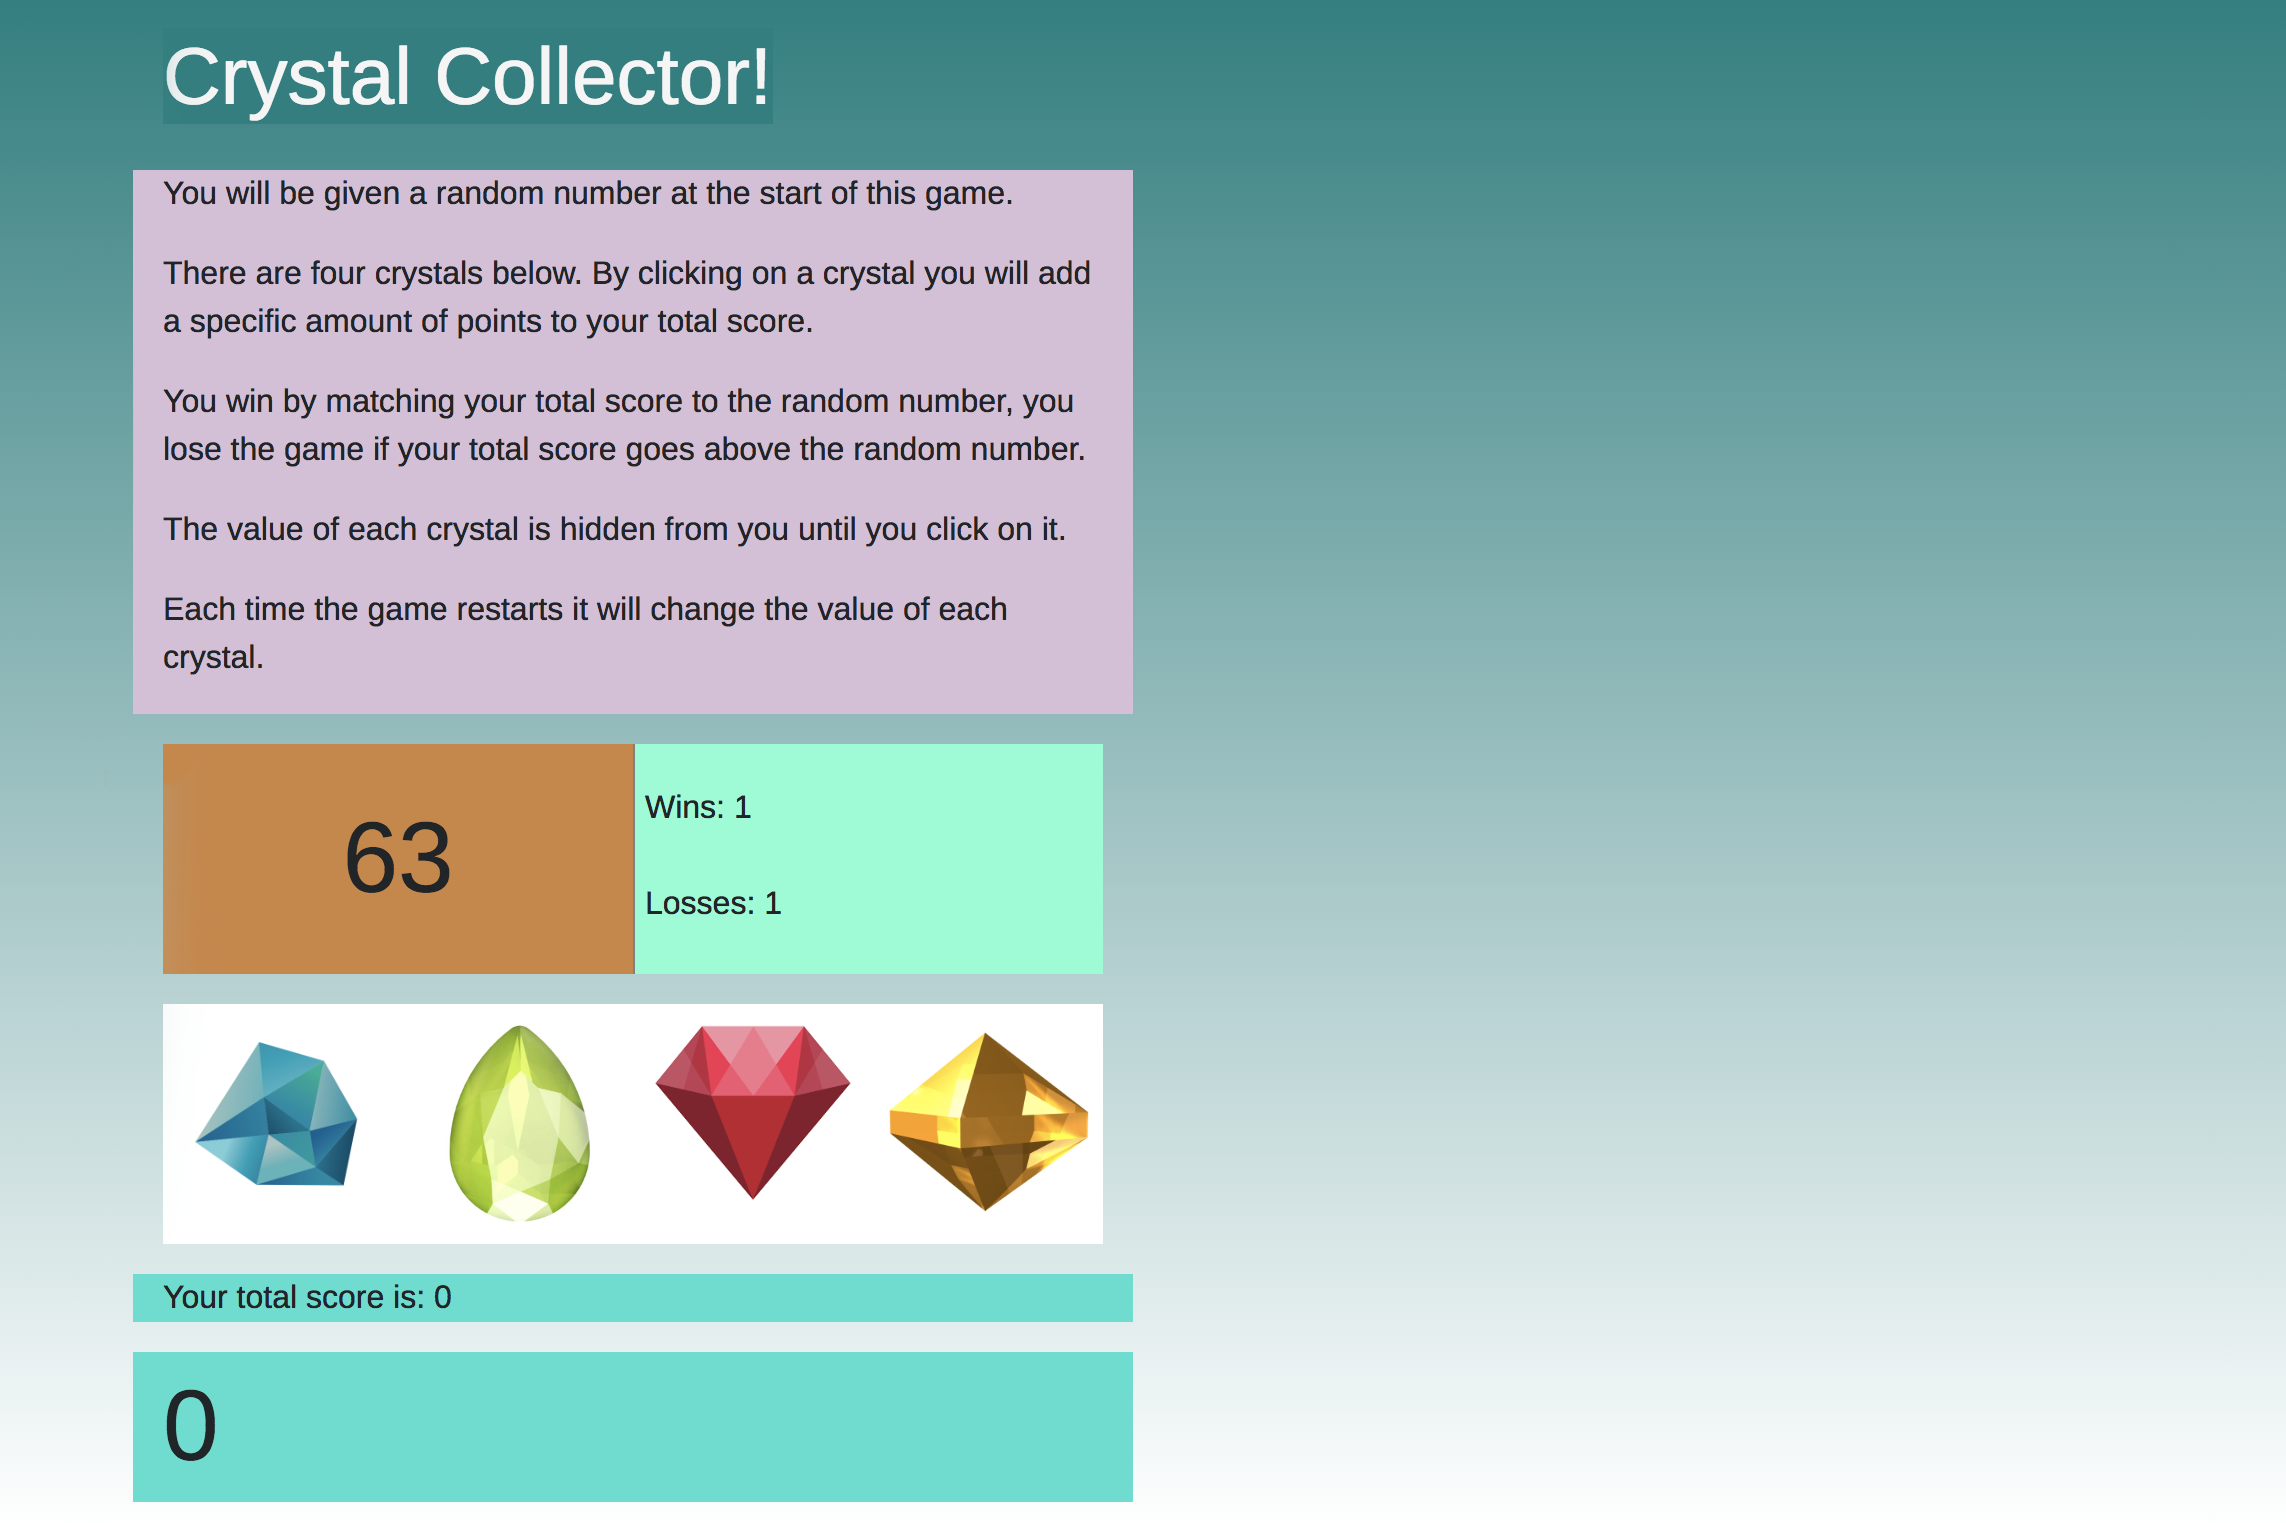 Crystal Collector!
You will be given a random number at the start of this game.
There are four crystals below. By clicking on a crystal you will add
a specific amount of points to your total score.
You win by matching your total score to the random number, you
lose the game if your total score goes above the random number.
The value of each crystal is hidden from you until you click on it.
Each time the game restarts it will change the value of each
crystal.
63
Wins: 1
Losses: 1
Your total score is: 0
0